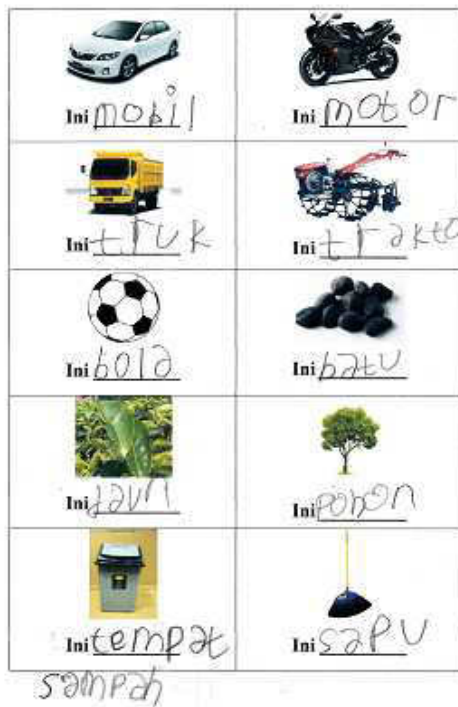 Ini mobil
Ini motor
Ini truk
Ini trakto
Ini bola
Ini batu
Ini daun
Ini pohon
Ini tempat
sampah
Ini sapu